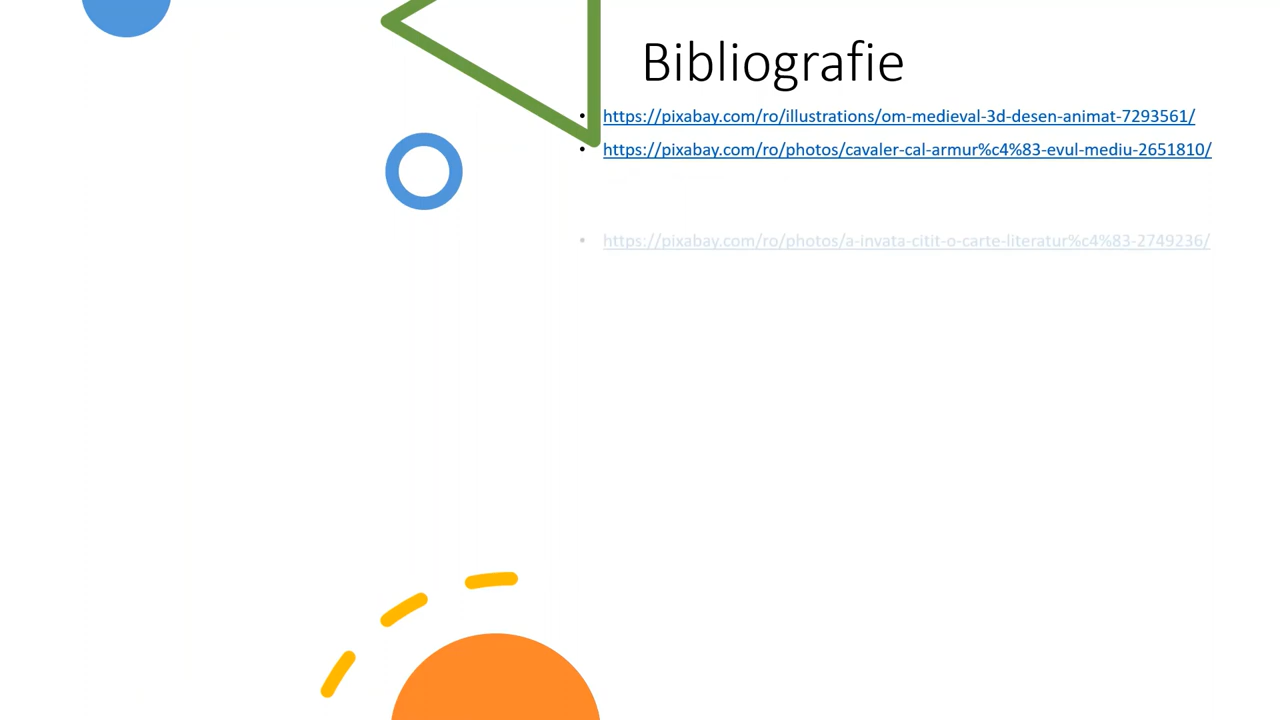 Bibliografie
• https://pixabay.com/ro/illustrations/om-medieval-3d-desen-animat-7293561/
• https://pixabay.com/ro/photos/cavaler-cal-armur%c4%83-evul-mediu-2651810/
• https://pixabay.com/ro/photos/a-invata-citit-o-carte-literatur%c4%83-2749236/